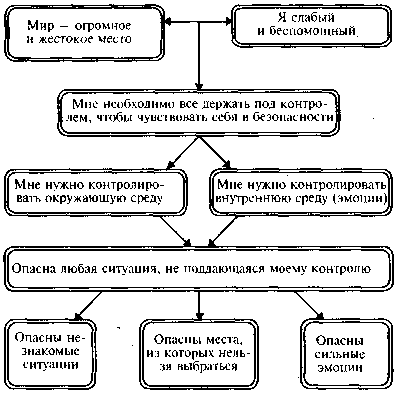 Мир – огромное
и жестокое место
Я слабый
и беспомощный
Мне необходимо все держать под контро-
лем, чтобы чувствовать себя в безопасности
Мне нужно контролиро-
вать окружающую среду
Мне нужно контролировать
внутреннюю среду (эмоции)
Опасна любая ситуация, не поддающаяся моему контролю
Опасны не-
знакомые
ситуации
Опасны места,
из которых нель-
зя выбраться
Опасны
сильные
эмоции